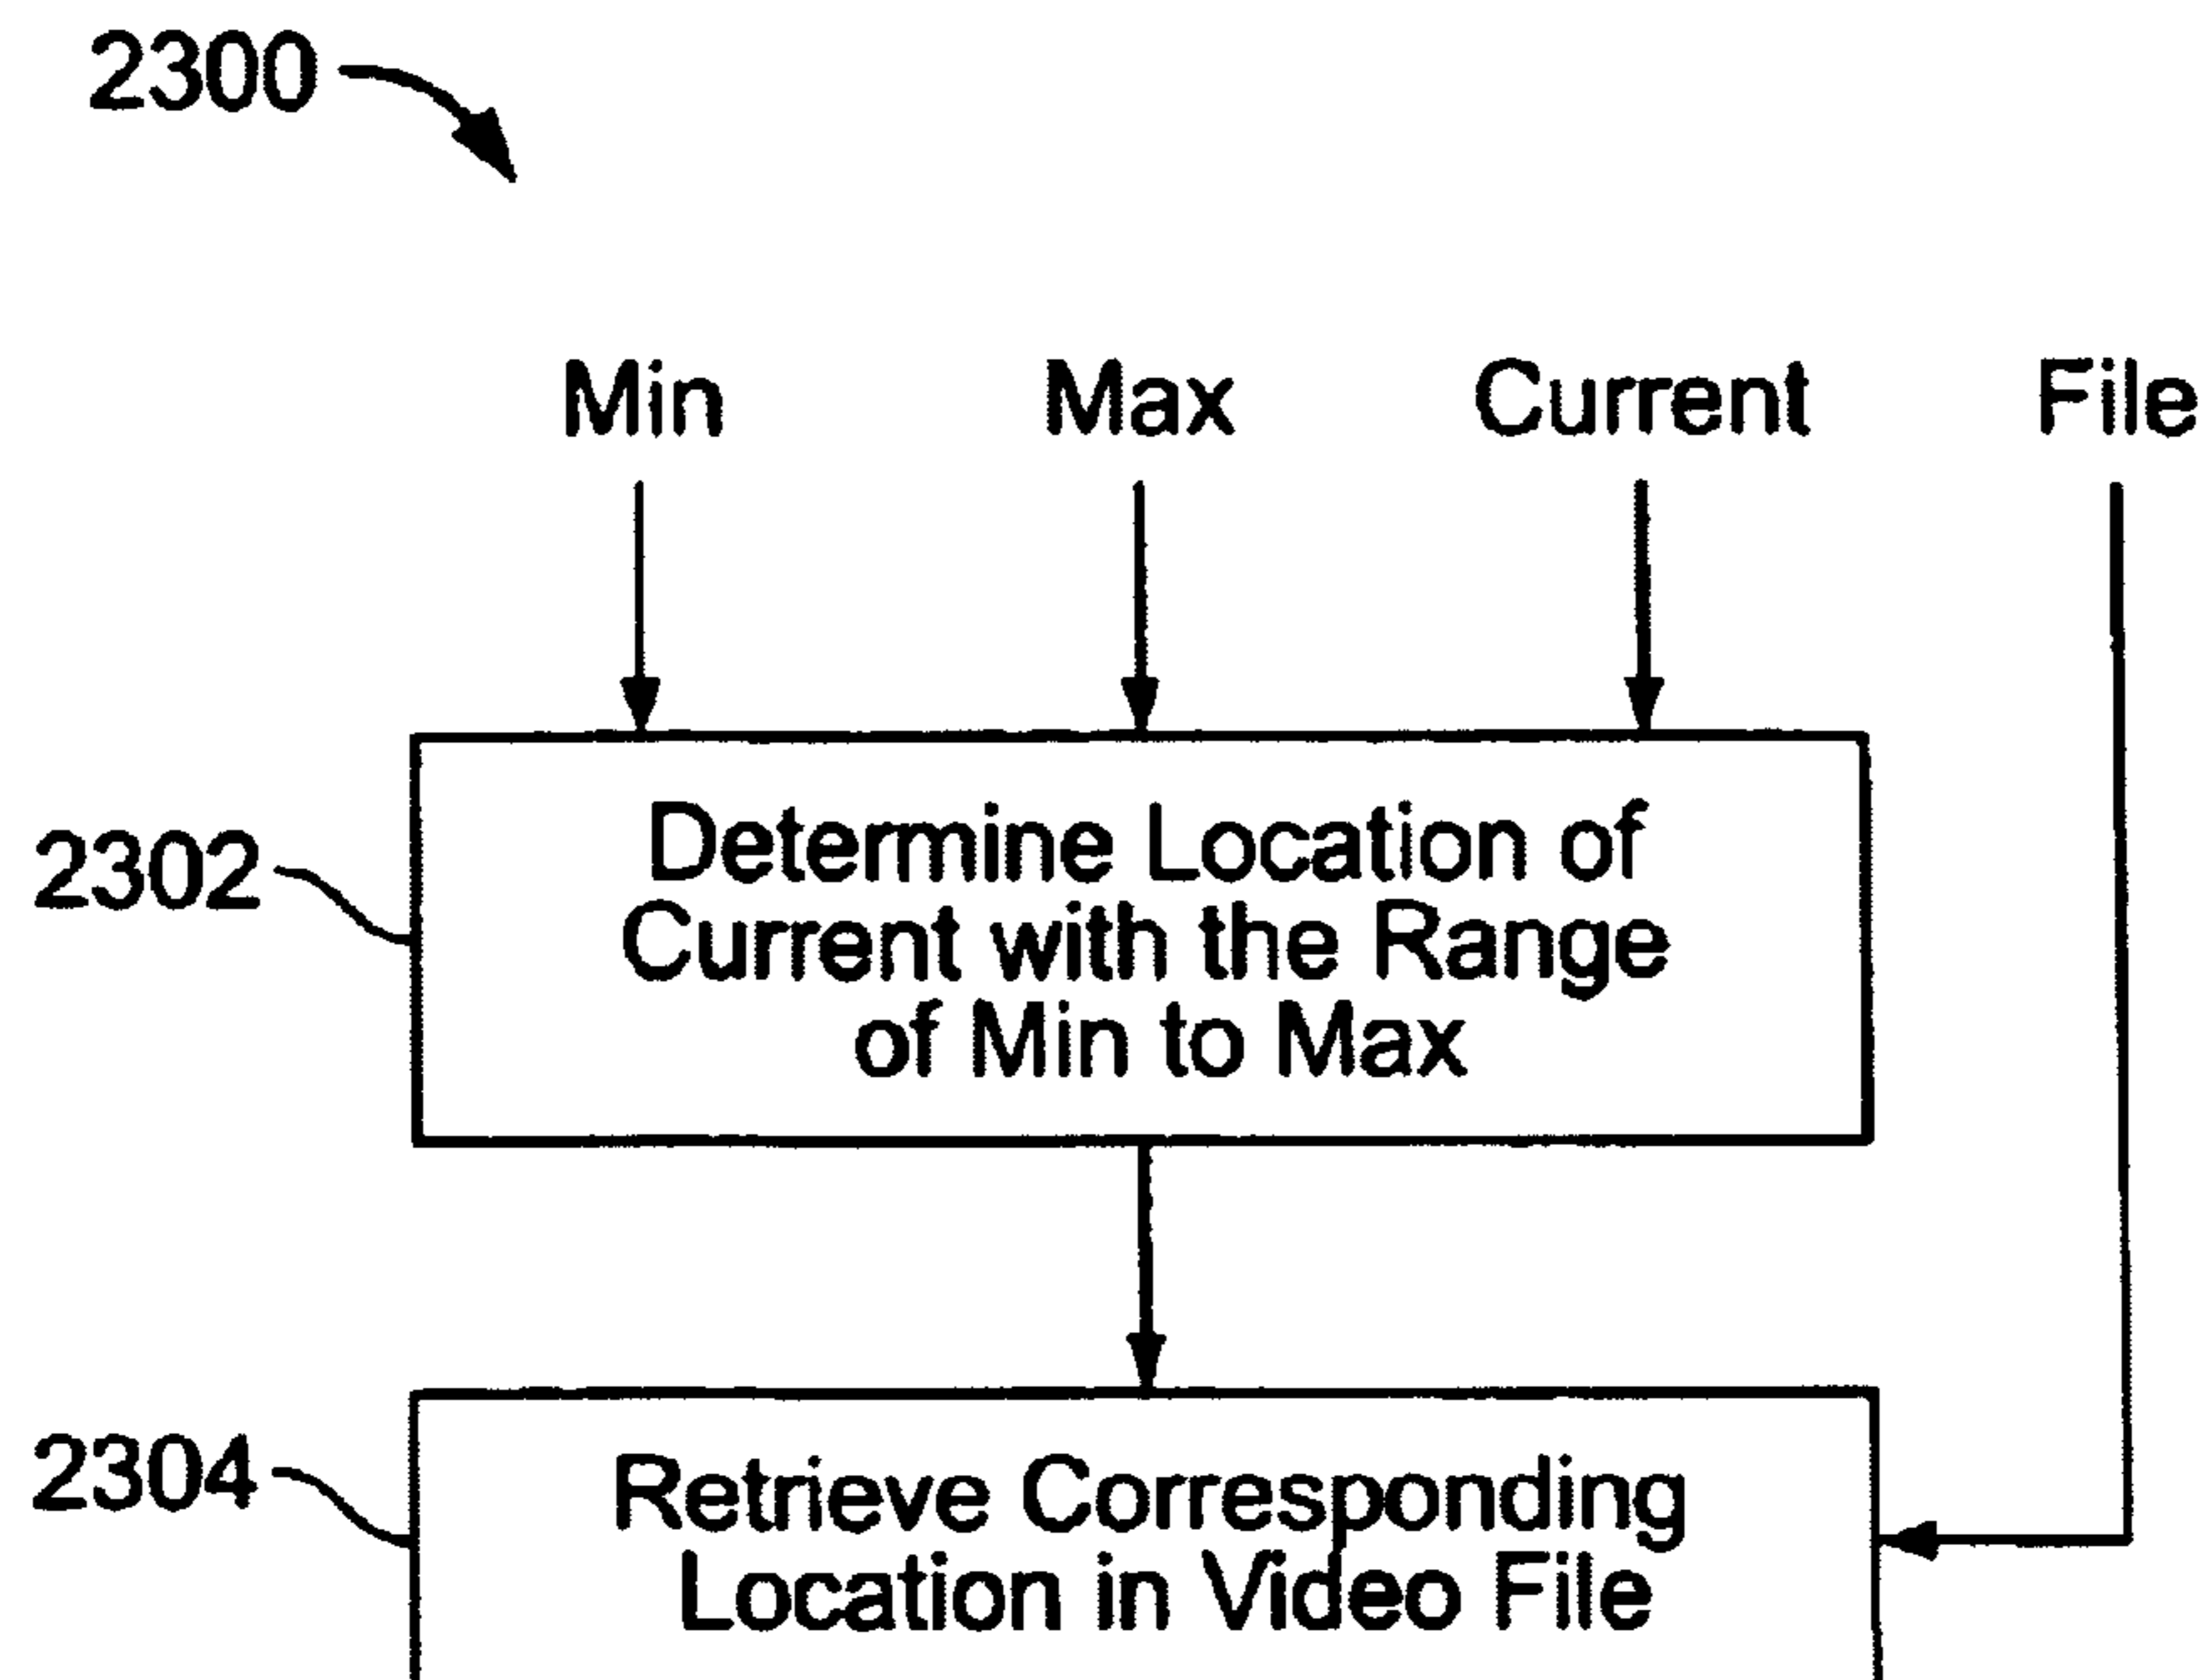 2300
Min Max Current File
2302
Determine Location of
Current with the Range
of Min to Max
2304
Retrieve Corresponding
Location in Video File